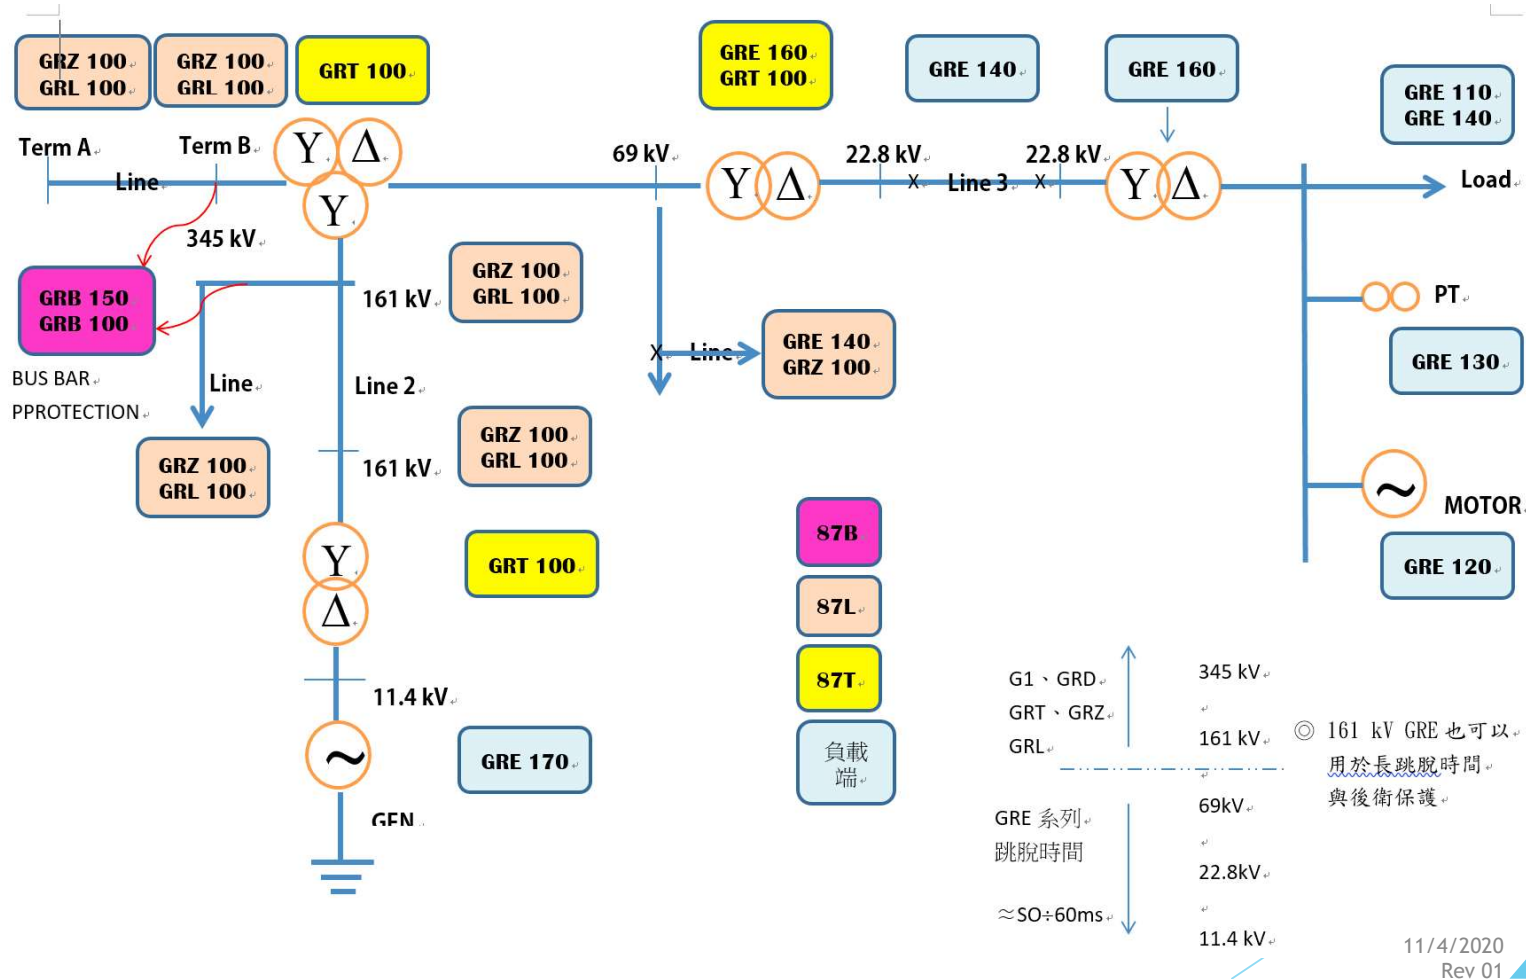 GRZ 100
GRL 100
GRZ 100
GRL 100
GRT 100
GRE 160
GRT 100
GRE 140
GRE 160
GRE 110
GRE 140
Term A
Term B
Line
Y
Δ
Y
345 kV
69 kV
Y
Δ
22.8 kV
X
Line 3
X
22.8 kV
Y
Δ
Load
GRB 150
GRB 100
BUS BAR
PPROTECTION
161 kV
GRZ 100
GRL 100
Line
Line 2
GRZ 100
GRL 100
161 kV
GRZ 100
GRL 100
X
Line
GRE 140
GRZ 100
PT
GRE 130
~
MOTOR
GRE 120
Y
Δ
GRT 100
11.4 kV
~
GRE 170
GEN
87B
87L
87T
負載
端
G1、GRD
GRT、GRZ
GRL
345 kV
161 kV
◎ 161 kV GRE也可以
用於長跳脫時間
與後衛保護
GRE 系列
跳脫時間
≈SO÷60ms
69kV
22.8kV
11.4 kV
11/4/2020
Rev 01